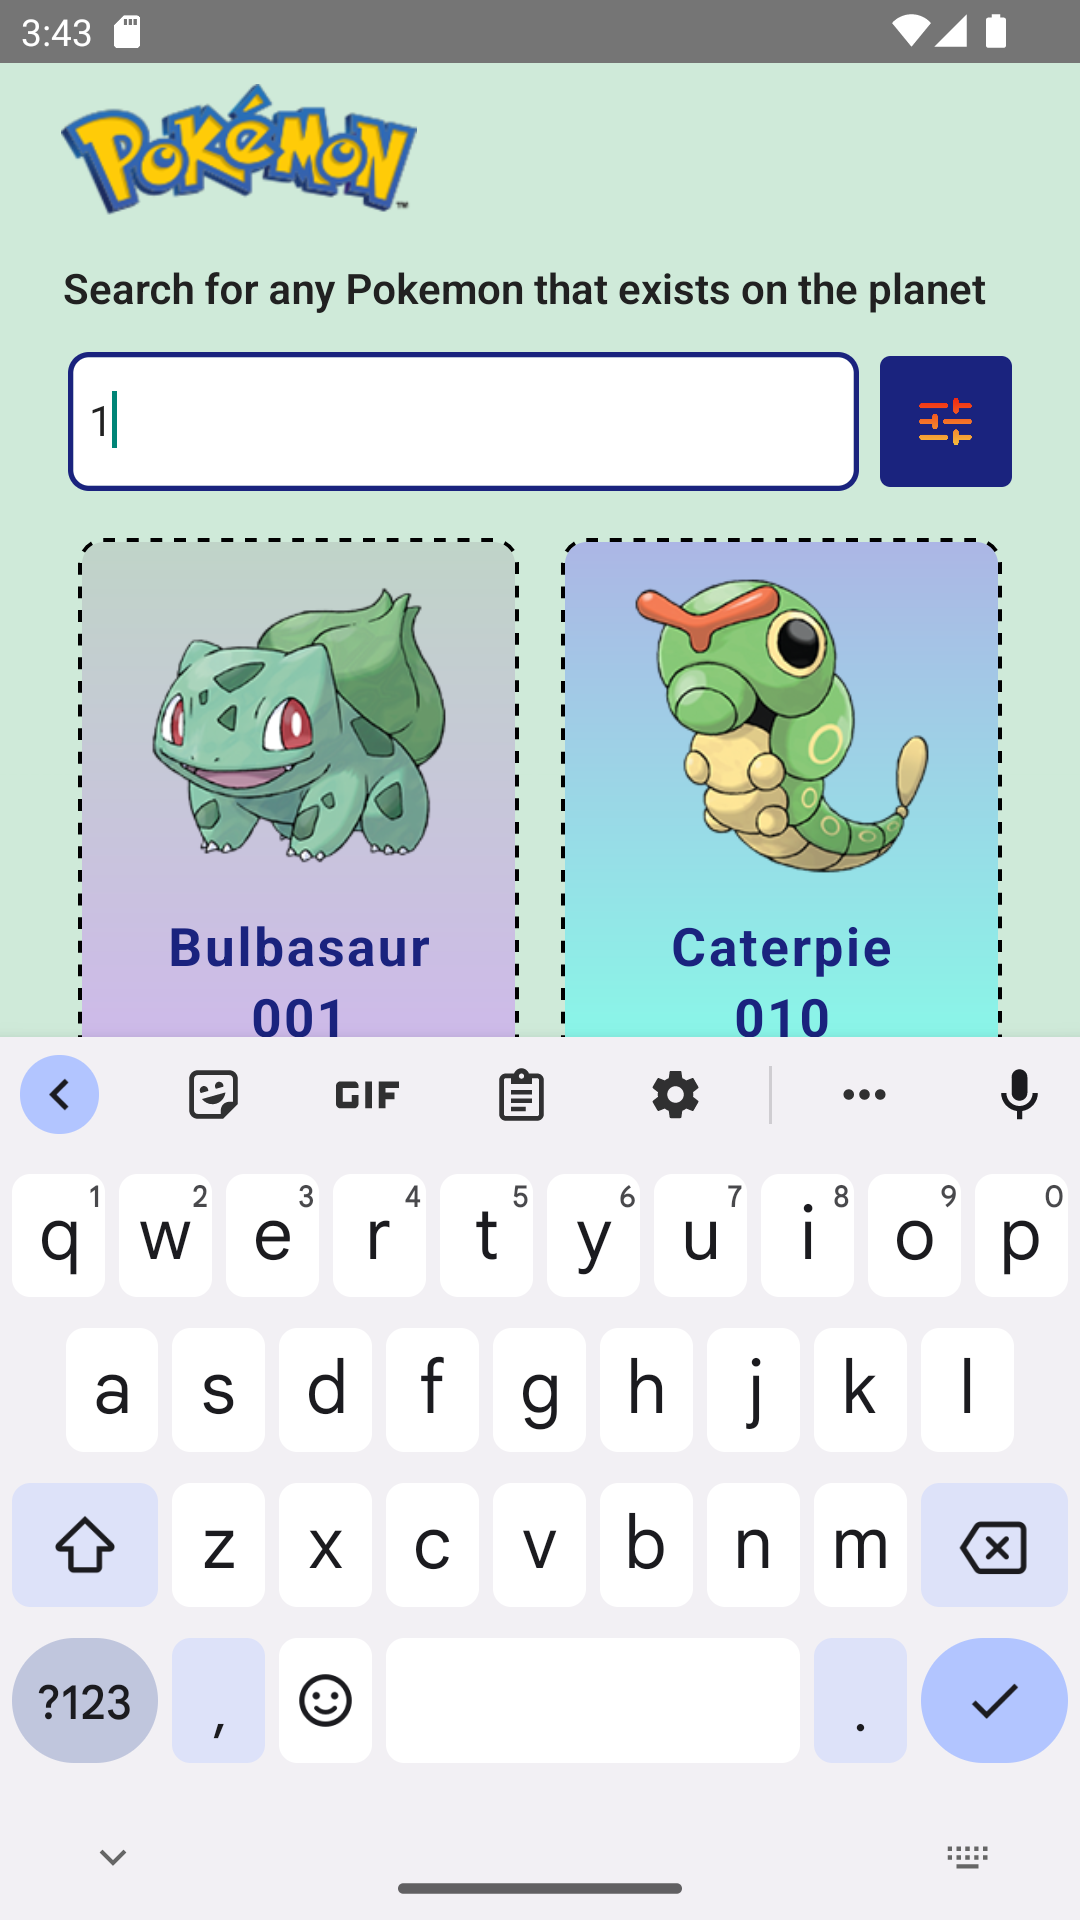 3:43
POKéMON
™
Search for any Pokemon that exists on the planet
1
Bulbasaur
001
Caterpie
010
GIF
q 1 w 2 e 3 r 4 t 5 y 6 u 7 i 8 o 9 p 0
a s d f g h j k l
z x c v b n m
?123 , .